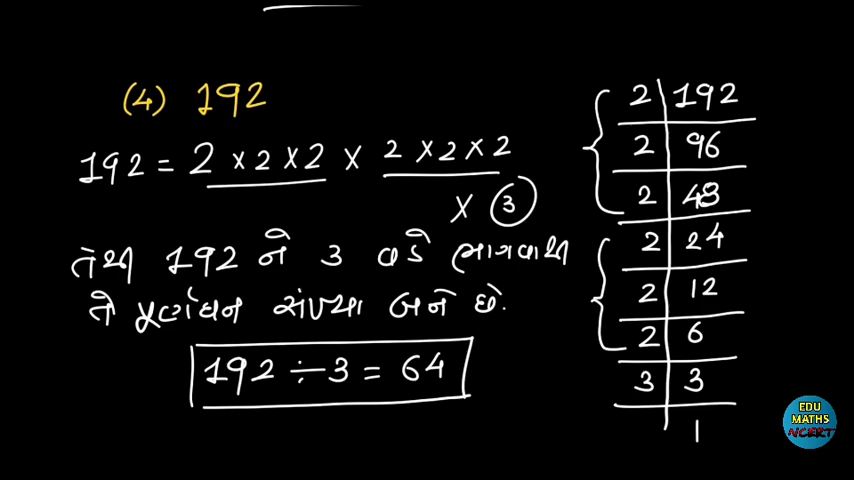 (4) 192
192 = 2 × 2 × 2 × 2 × 2 × 2
× 3
તેથી 192 ને 3 વડે ભાગવાથી
તે પૂર્ણઘન સંખ્યા બને છે.
192 ÷ 3 = 64
2 192
2 96
2 48
2 24
2 12
2 6
3 3
1
EDU
MATHS
NCERT